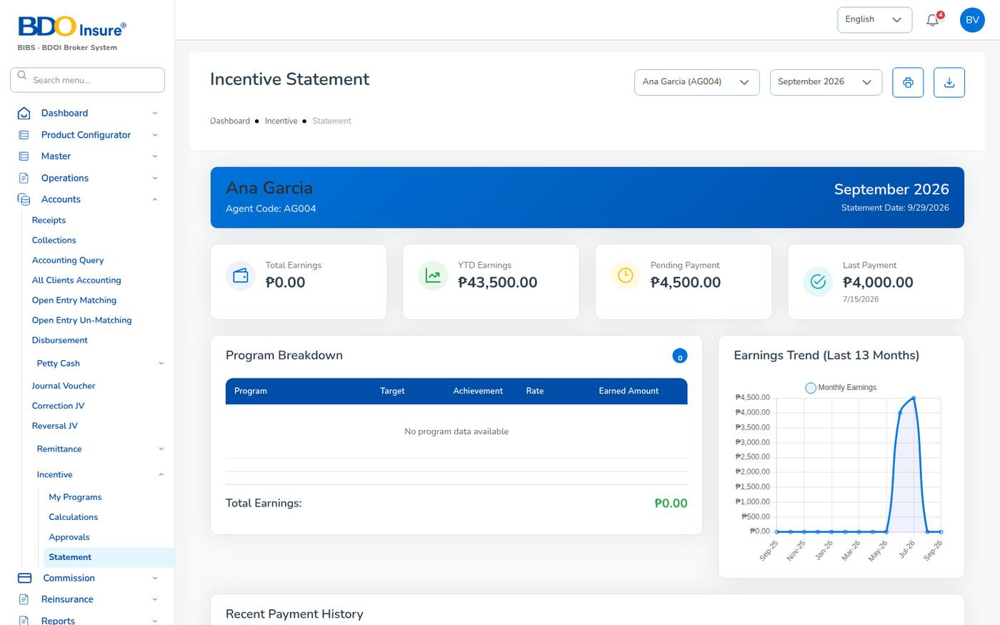 BDO Insure®
BIBS - BDOI Broker System
Search menu...
Dashboard
Product Configurator
Master
Operations
Accounts
Receipts
Collections
Accounting Query
All Clients Accounting
Open Entry Matching
Open Entry Un-Matching
Disbursement
Petty Cash
Journal Voucher
Correction JV
Reversal JV
Remittance
Incentive
My Programs
Calculations
Approvals
Statement
Commission
Reinsurance
Reports
English
4
BV
Incentive Statement
Ana Garcia (AG004)
September 2026
Dashboard • Incentive • Statement
Ana Garcia
Agent Code: AG004
September 2026
Statement Date: 9/29/2026
Total Earnings
₱0.00
YTD Earnings
₱43,500.00
Pending Payment
₱4,500.00
Last Payment
₱4,000.00
7/15/2026
Program Breakdown
0
Program Target Achievement Rate Earned Amount
No program data available
Total Earnings: ₱0.00
Earnings Trend (Last 13 Months)
Monthly Earnings
₱4,500.00
₱4,000.00
₱3,500.00
₱3,000.00
₱2,500.00
₱2,000.00
₱1,500.00
₱1,000.00
₱500.00
₱0.00
Sep-25 Nov-25 Jan-26 Mar-26 May-26 Jul-26 Sep-26
Recent Payment History